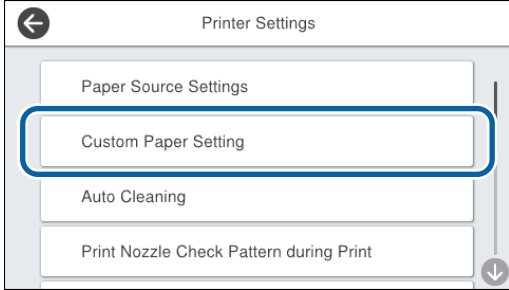 Printer Settings
Paper Source Settings
Custom Paper Setting
Auto Cleaning
Print Nozzle Check Pattern during Print